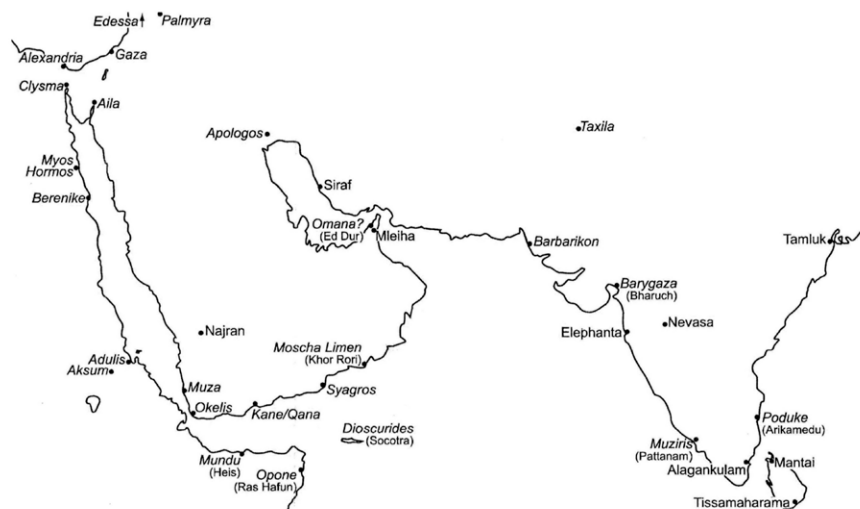 Edessa
Palmyra
Alexandria
Gaza
Clysma
Aila
Apologos
Taxila
Myos
Hormos
Siraf
Berenike
Omana?
(Ed Dur)
Mleiha
Barbarikon
Tamluk
Barygaza
(Bharuch)
Najran
Elephanta
Nevasa
Moscha Limen
(Khor Rori)
Adulis
Aksum
Muza
Syagros
Okelis
Kane/Qana
Dioscurides
(Socotra)
Poduke
(Arikamedu)
Muziris
(Pattanam)
Mundu
(Heis)
Opone
(Ras Hafun)
Alagankulam
Mantai
Tissamaharama